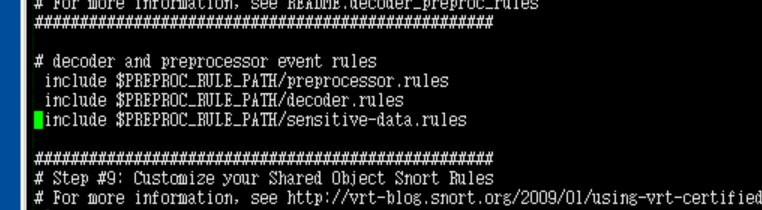 # For more information, see README.decoder_preproc_rules
###################################################
# decoder and preprocessor event rules
include $PREPROC_RULE_PATH/preprocessor.rules
include $PREPROC_RULE_PATH/decoder.rules
include $PREPROC_RULE_PATH/sensitive-data.rules
###################################################
# Step #9: Customize your Shared Object Snort Rules
# For more information, see http://vrt-blog.snort.org/2009/01/using-vrt-certified